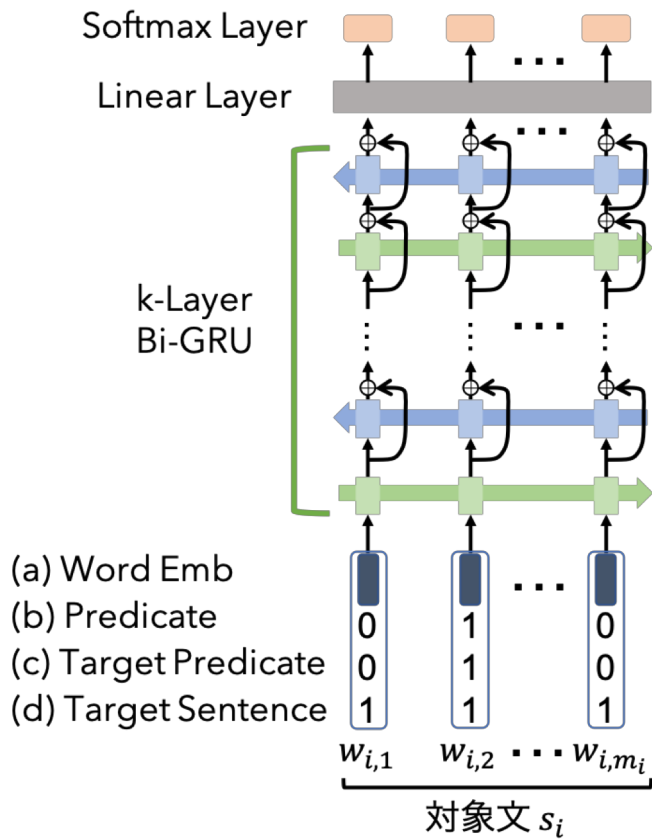 Softmax Layer
...
Linear Layer
...
k-Layer
Bi-GRU
...
(a) Word Emb ...
(b) Predicate 0 1 0
(c) Target Predicate 0 1 0
(d) Target Sentence 1 1 1
w_{i,1} w_{i,2} ... w_{i,m_i}
対象文 s_i